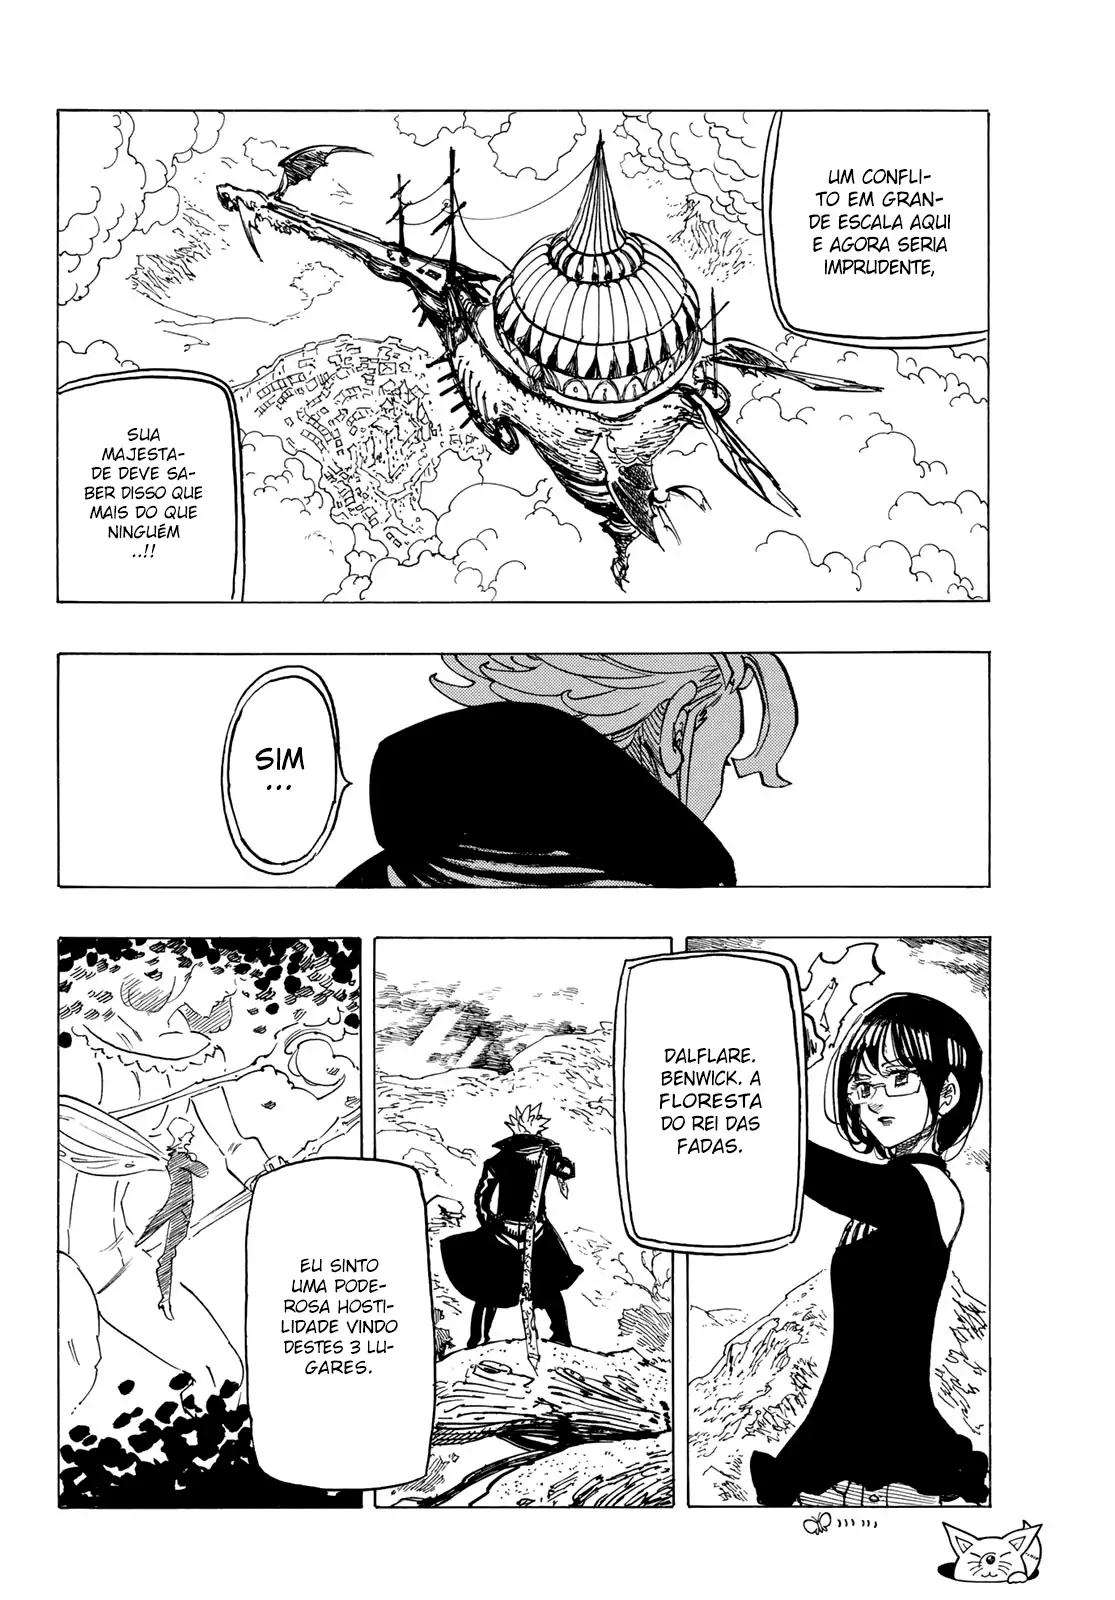 UM CONFLI-
TO EM GRAN-
DE ESCALA AQUI
E AGORA SERIA
IMPRUDENTE,
SUA
MAJESTA-
DE DEVE SA-
BER DISSO QUE
MAIS DO QUE
NINGUÉM
..!!
SIM
...
DALFLARE.
BENWICK. A
FLORESTA
DO REI DAS
FADAS.
EU SINTO
UMA PODE-
ROSA HOSTI-
LIDADE VINDO
DESTES 3 LU-
GARES.